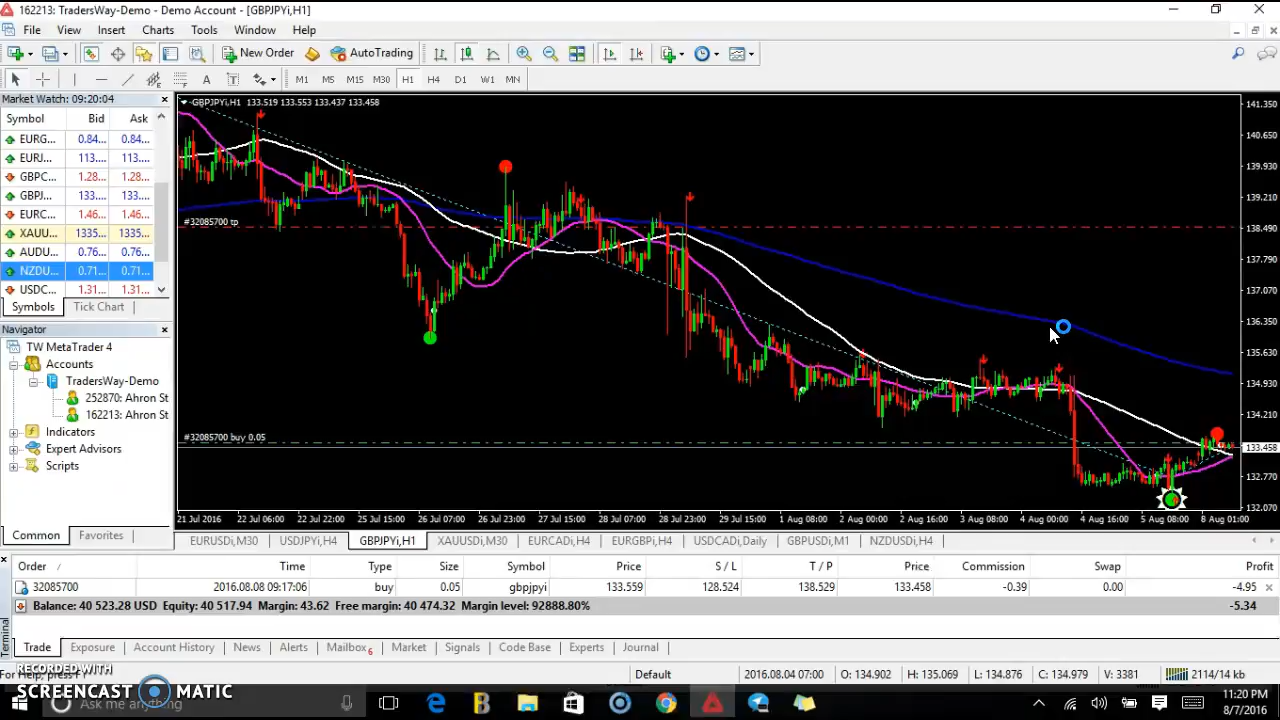 162213: TradersWay-Demo - Demo Account - [GBPJPYi,H1]
File View Insert Charts Tools Window Help
New Order AutoTrading
A T M1 M5 M15 M30 H1 H4 D1 W1 MN
Market Watch: 09:20:04
Symbol Bid Ask
EURG... 0.84... 0.84...
EURJ... 113.... 113....
GBPC... 1.28... 1.28...
GBPJ... 133.... 133....
EURC... 1.46... 1.46...
XAUU... 1335... 1335...
AUDU... 0.76... 0.76...
NZDU... 0.71... 0.71...
USDC... 1.31... 1.31...
Symbols Tick Chart
Navigator
TW MetaTrader 4
Accounts
TradersWay-Demo
252870: Ahron St
162213: Ahron St
Indicators
Expert Advisors
Scripts
Common Favorites
GBPJPYi,H1 133.519 133.553 133.437 133.458
#32085700 tp
#32085700 buy 0.05
141.350
140.650
139.930
139.210
138.490
137.790
137.070
136.350
135.630
134.930
134.210
133.458
132.770
132.070
21 Jul 2016 22 Jul 06:00 22 Jul 22:00 25 Jul 15:00 26 Jul 07:00 26 Jul 23:00 27 Jul 15:00 28 Jul 07:00 28 Jul 23:00 29 Jul 15:00 1 Aug 08:00 2 Aug 00:00 2 Aug 16:00 3 Aug 08:00 4 Aug 00:00 4 Aug 16:00 5 Aug 08:00 8 Aug 01:00
EURUSDi,M30 USDJPYi,H4 GBPJPYi,H1 XAUUSDi,M30 EURCADi,H4 EURGBPi,H4 USDCADi,Daily GBPUSDi,M1 NZDUSDi,H4
Order / Time Type Size Symbol Price S / L T / P Price Commission Swap Profit
32085700 2016.08.08 09:17:06 buy 0.05 gbpjpyi 133.559 128.524 138.529 133.458 -0.39 0.00 -4.95
Balance: 40 523.28 USD Equity: 40 517.94 Margin: 43.62 Free margin: 40 474.32 Margin level: 92888.80% -5.34
Terminal
Trade Exposure Account History News Alerts Mailbox6 Market Signals Code Base Experts Journal
RECORDED WITH
For Help, press F1 Default 2016.08.04 07:00 O: 134.902 H: 135.069 L: 134.876 C: 134.979 V: 3381 2114/14 kb
SCREENCAST MATIC
Ask me anything
11:20 PM
8/7/2016